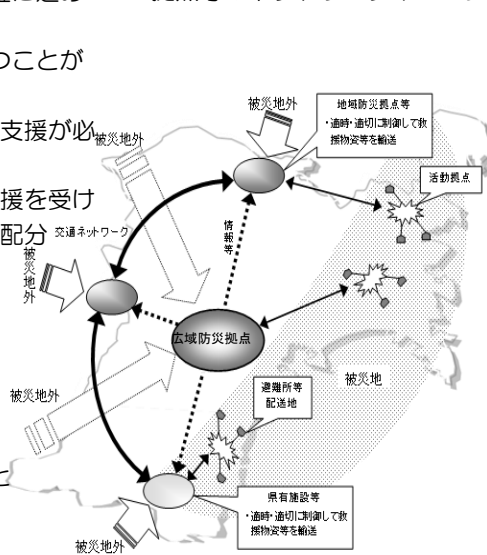 つことが
支援が必
援を受け
配分
被災地外
地域防災拠点等
・適時・適切に制御して救
援物資等を輸送
被災地外
活動拠点
交通ネットワーク
情報等
被災地外
広域防災拠点
被災地
被災地外
避難所等
配送地
と
県有施設等
・適時・適切に制御して救
援物資等を輸送
被災地外